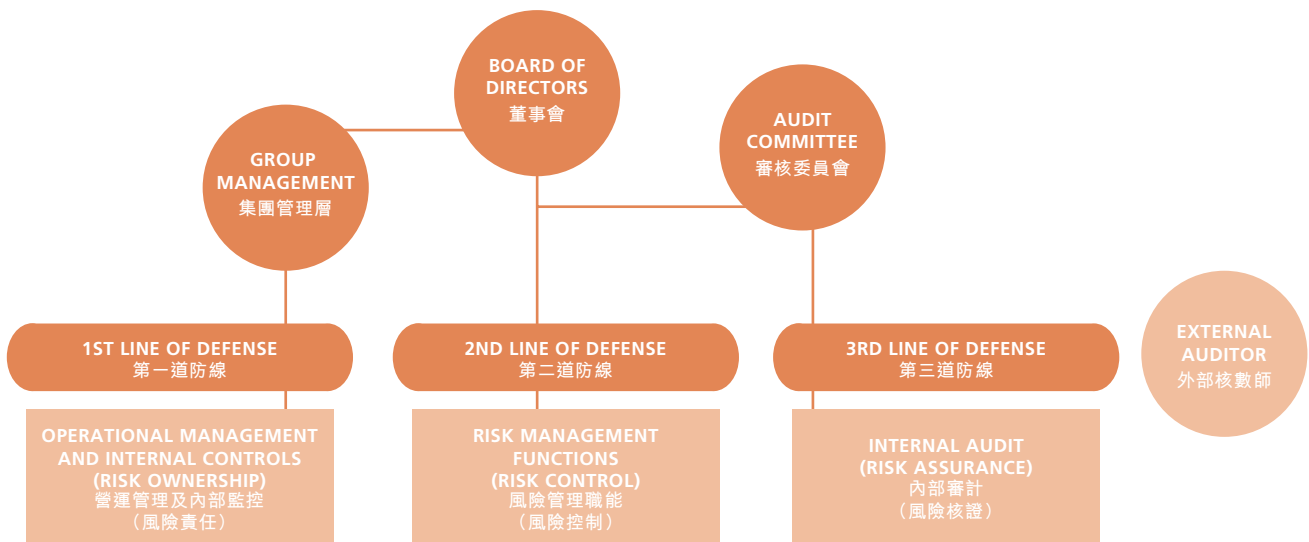 BOARD OF
DIRECTORS
董事會
GROUP
MANAGEMENT
集團管理層
AUDIT
COMMITTEE
審核委員會
1ST LINE OF DEFENSE
第一道防線
2ND LINE OF DEFENSE
第二道防線
3RD LINE OF DEFENSE
第三道防線
EXTERNAL
AUDITOR
外部核數師
OPERATIONAL MANAGEMENT
AND INTERNAL CONTROLS
(RISK OWNERSHIP)
營運管理及內部監控
（風險責任）
RISK MANAGEMENT
FUNCTIONS
(RISK CONTROL)
風險管理職能
（風險控制）
INTERNAL AUDIT
(RISK ASSURANCE)
內部審計
（風險核證）